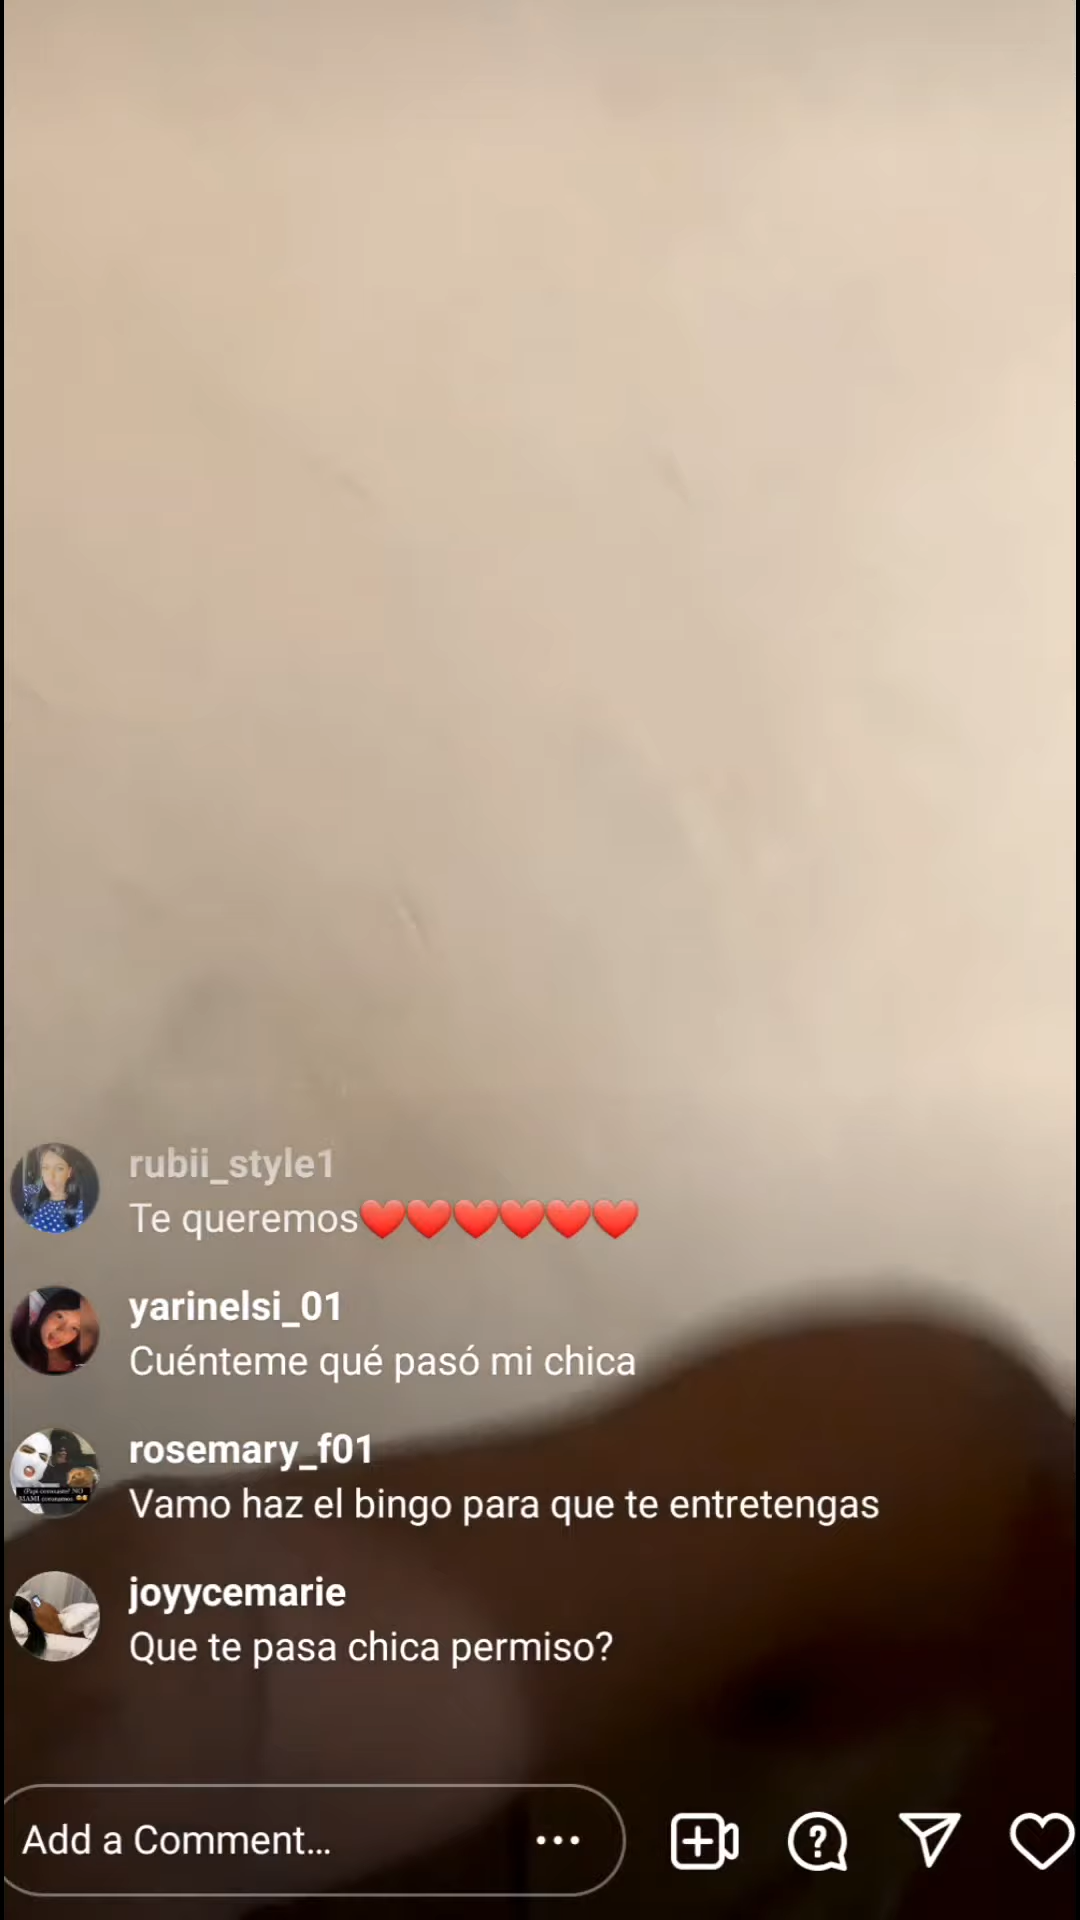 rubii_style1
Te queremos❤️❤️❤️❤️❤️❤️
yarinelsi_01
Cuénteme qué pasó mi chica
rosemary_f01
Vamo haz el bingo para que te entretengas
joyycemarie
Que te pasa chica permiso?
Add a Comment...